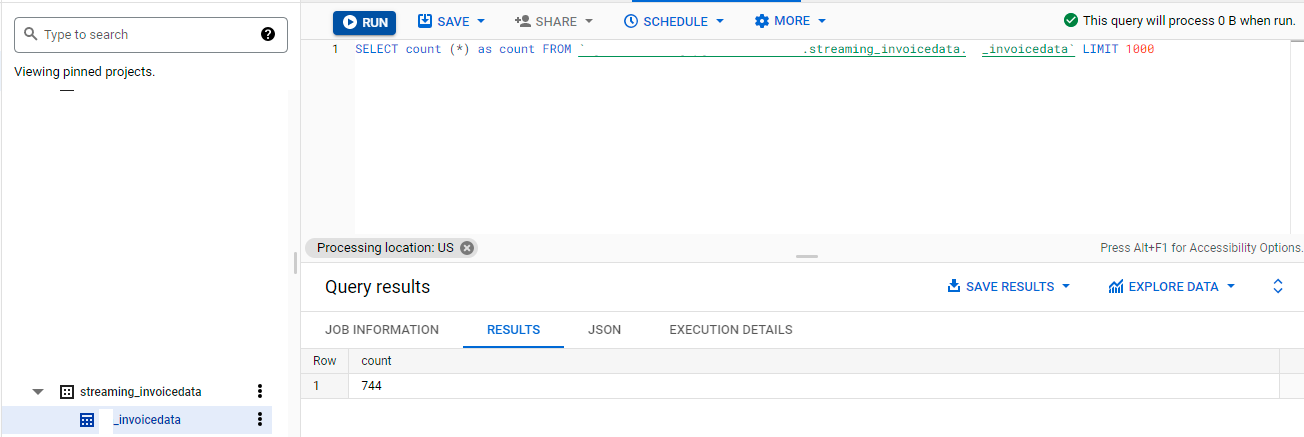 Type to search
Viewing pinned projects.
streaming_invoicedata
_invoicedata
RUN SAVE SHARE SCHEDULE MORE This query will process 0 B when run.
1 SELECT count (*) as count FROM ` .streaming_invoicedata. _invoicedata` LIMIT 1000
Processing location: US
Press Alt+F1 for Accessibility Options.
Query results SAVE RESULTS EXPLORE DATA
JOB INFORMATION RESULTS JSON EXECUTION DETAILS
Row count
1 744